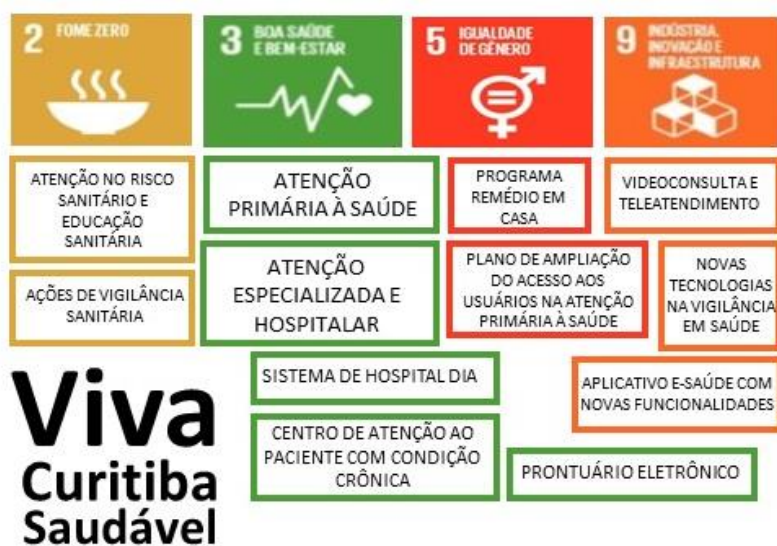 2 FOME ZERO
3 BOA SAÚDE
E BEM-ESTAR
5 IGUALDADE
DE GÊNERO
9 INDÚSTRIA,
INOVAÇÃO E
INFRAESTRUTURA
ATENÇÃO NO RISCO
SANITÁRIO E
EDUCAÇÃO
SANITÁRIA
ATENÇÃO
PRIMÁRIA À SAÚDE
PROGRAMA
REMÉDIO EM
CASA
VIDEOCONSULTA E
TELEATENDIMENTO
AÇÕES DE VIGILÂNCIA
SANITÁRIA
ATENÇÃO
ESPECIALIZADA E
HOSPITALAR
PLANO DE AMPLIAÇÃO
DO ACESSO AOS
USUÁRIOS NA ATENÇÃO
PRIMÁRIA À SAÚDE
NOVAS
TECNOLOGIAS
NA VIGILÂNCIA
EM SAÚDE
SISTEMA DE HOSPITAL DIA
APLICATIVO E-SAÚDE COM
NOVAS FUNCIONALIDADES
CENTRO DE ATENÇÃO AO
PACIENTE COM CONDIÇÃO
CRÔNICA
PRONTUÁRIO ELETRÔNICO
Viva
Curitiba
Saudável